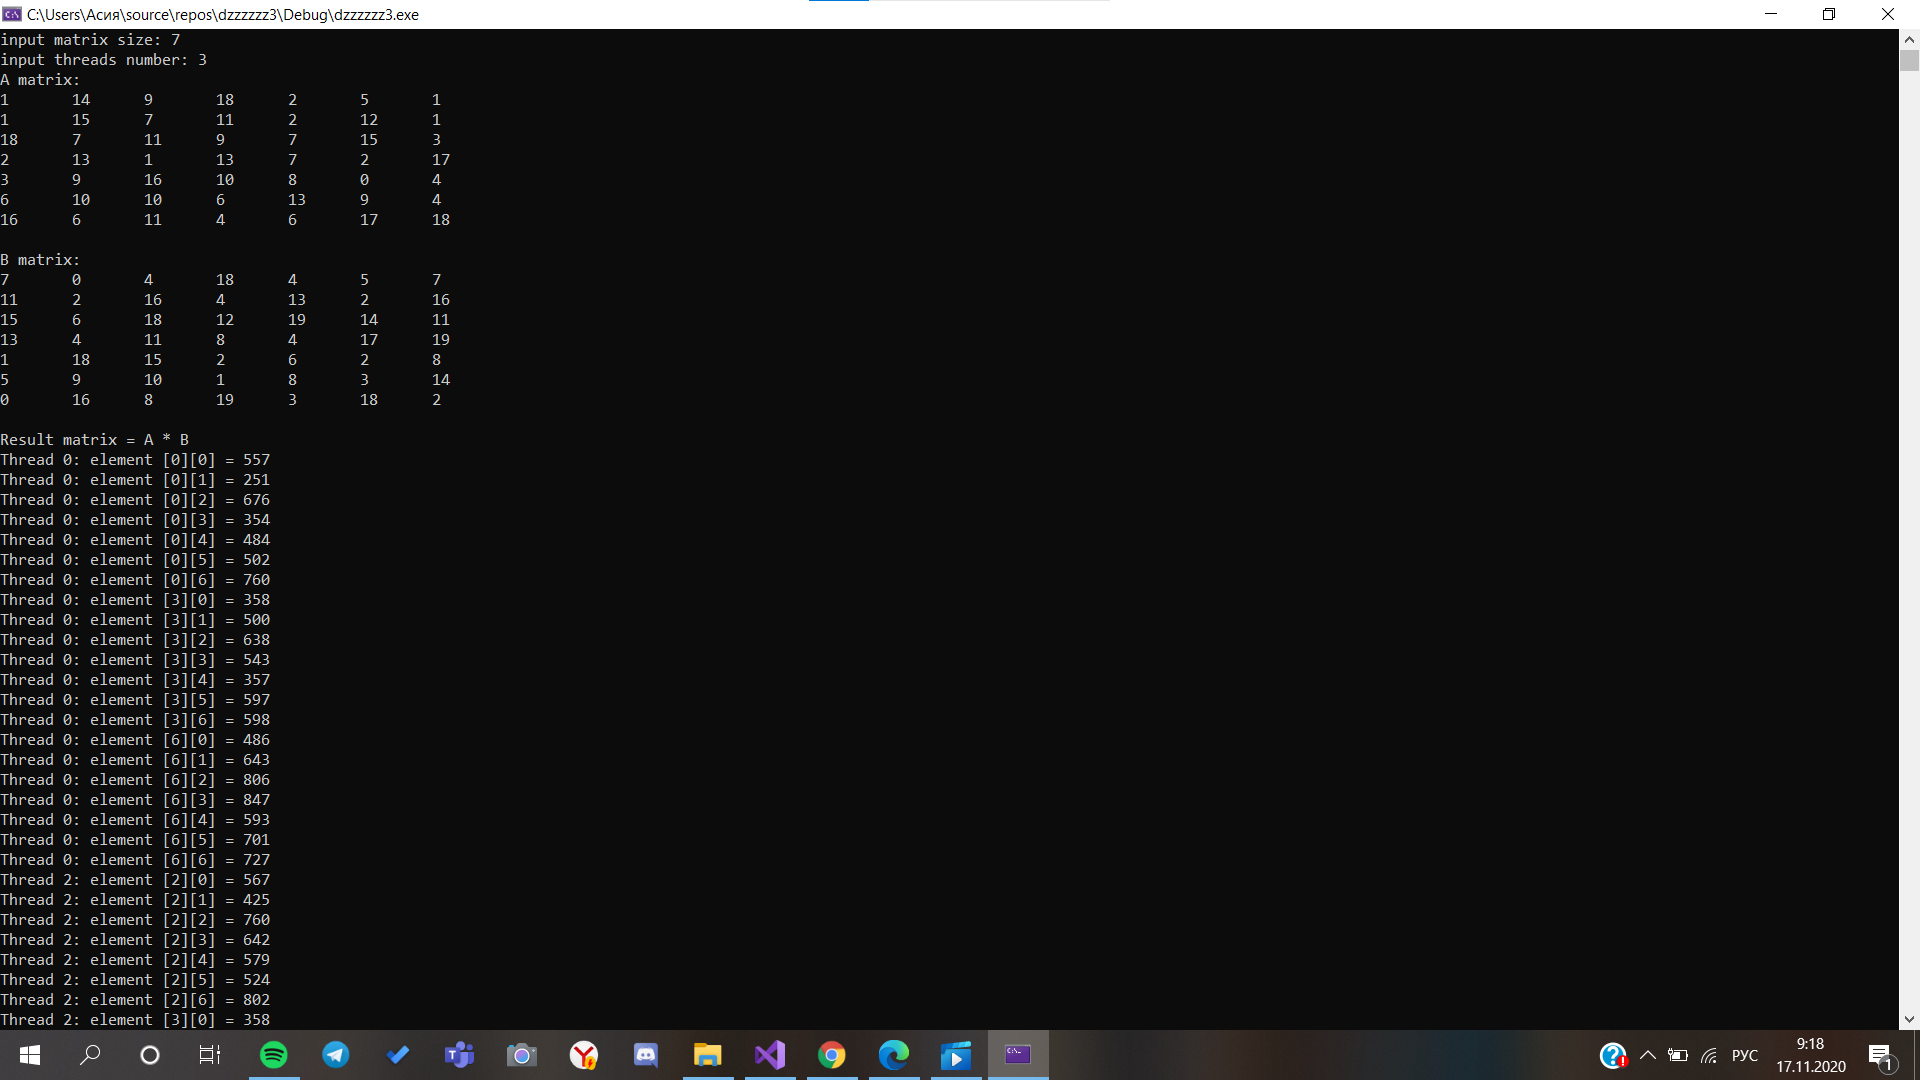 C:\Users\Асия\source\repos\dzzzzzz3\Debug\dzzzzzz3.exe
input matrix size: 7
input threads number: 3
A matrix:
1 14 9 18 2 5 1
1 15 7 11 2 12 1
18 7 11 9 7 15 3
2 13 1 13 7 2 17
3 9 16 10 8 0 4
6 10 10 6 13 9 4
16 6 11 4 6 17 18
B matrix:
7 0 4 18 4 5 7
11 2 16 4 13 2 16
15 6 18 12 19 14 11
13 4 11 8 4 17 19
1 18 15 2 6 2 8
5 9 10 1 8 3 14
0 16 8 19 3 18 2
Result matrix = A * B
Thread 0: element [0][0] = 557
Thread 0: element [0][1] = 251
Thread 0: element [0][2] = 676
Thread 0: element [0][3] = 354
Thread 0: element [0][4] = 484
Thread 0: element [0][5] = 502
Thread 0: element [0][6] = 760
Thread 0: element [3][0] = 358
Thread 0: element [3][1] = 500
Thread 0: element [3][2] = 638
Thread 0: element [3][3] = 543
Thread 0: element [3][4] = 357
Thread 0: element [3][5] = 597
Thread 0: element [3][6] = 598
Thread 0: element [6][0] = 486
Thread 0: element [6][1] = 643
Thread 0: element [6][2] = 806
Thread 0: element [6][3] = 847
Thread 0: element [6][4] = 593
Thread 0: element [6][5] = 701
Thread 0: element [6][6] = 727
Thread 2: element [2][0] = 567
Thread 2: element [2][1] = 425
Thread 2: element [2][2] = 760
Thread 2: element [2][3] = 642
Thread 2: element [2][4] = 579
Thread 2: element [2][5] = 524
Thread 2: element [2][6] = 802
Thread 2: element [3][0] = 358
РУС
9:18
17.11.2020
1